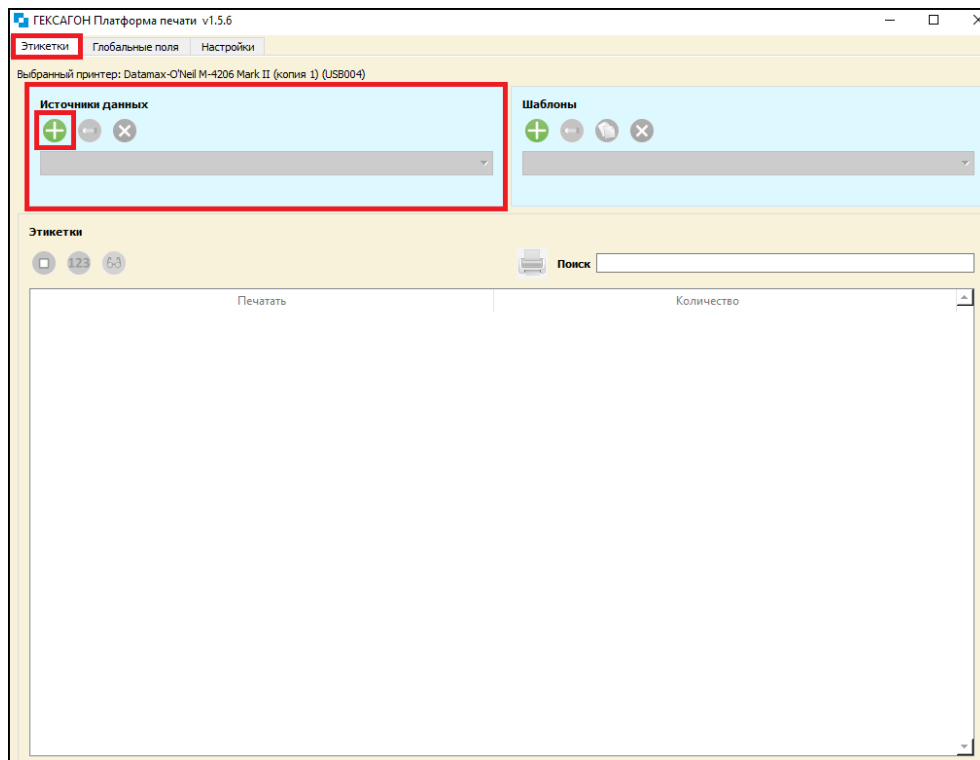 ГЕКСАГОН Платформа печати v1.5.6
Этикетки Глобальные поля Настройки
Выбранный принтер: Datamax-O'Neil M-4206 Mark II (копия 1) (USB004)
Источники данных Шаблоны
Этикетки
123 Поиск
Печатать Количество